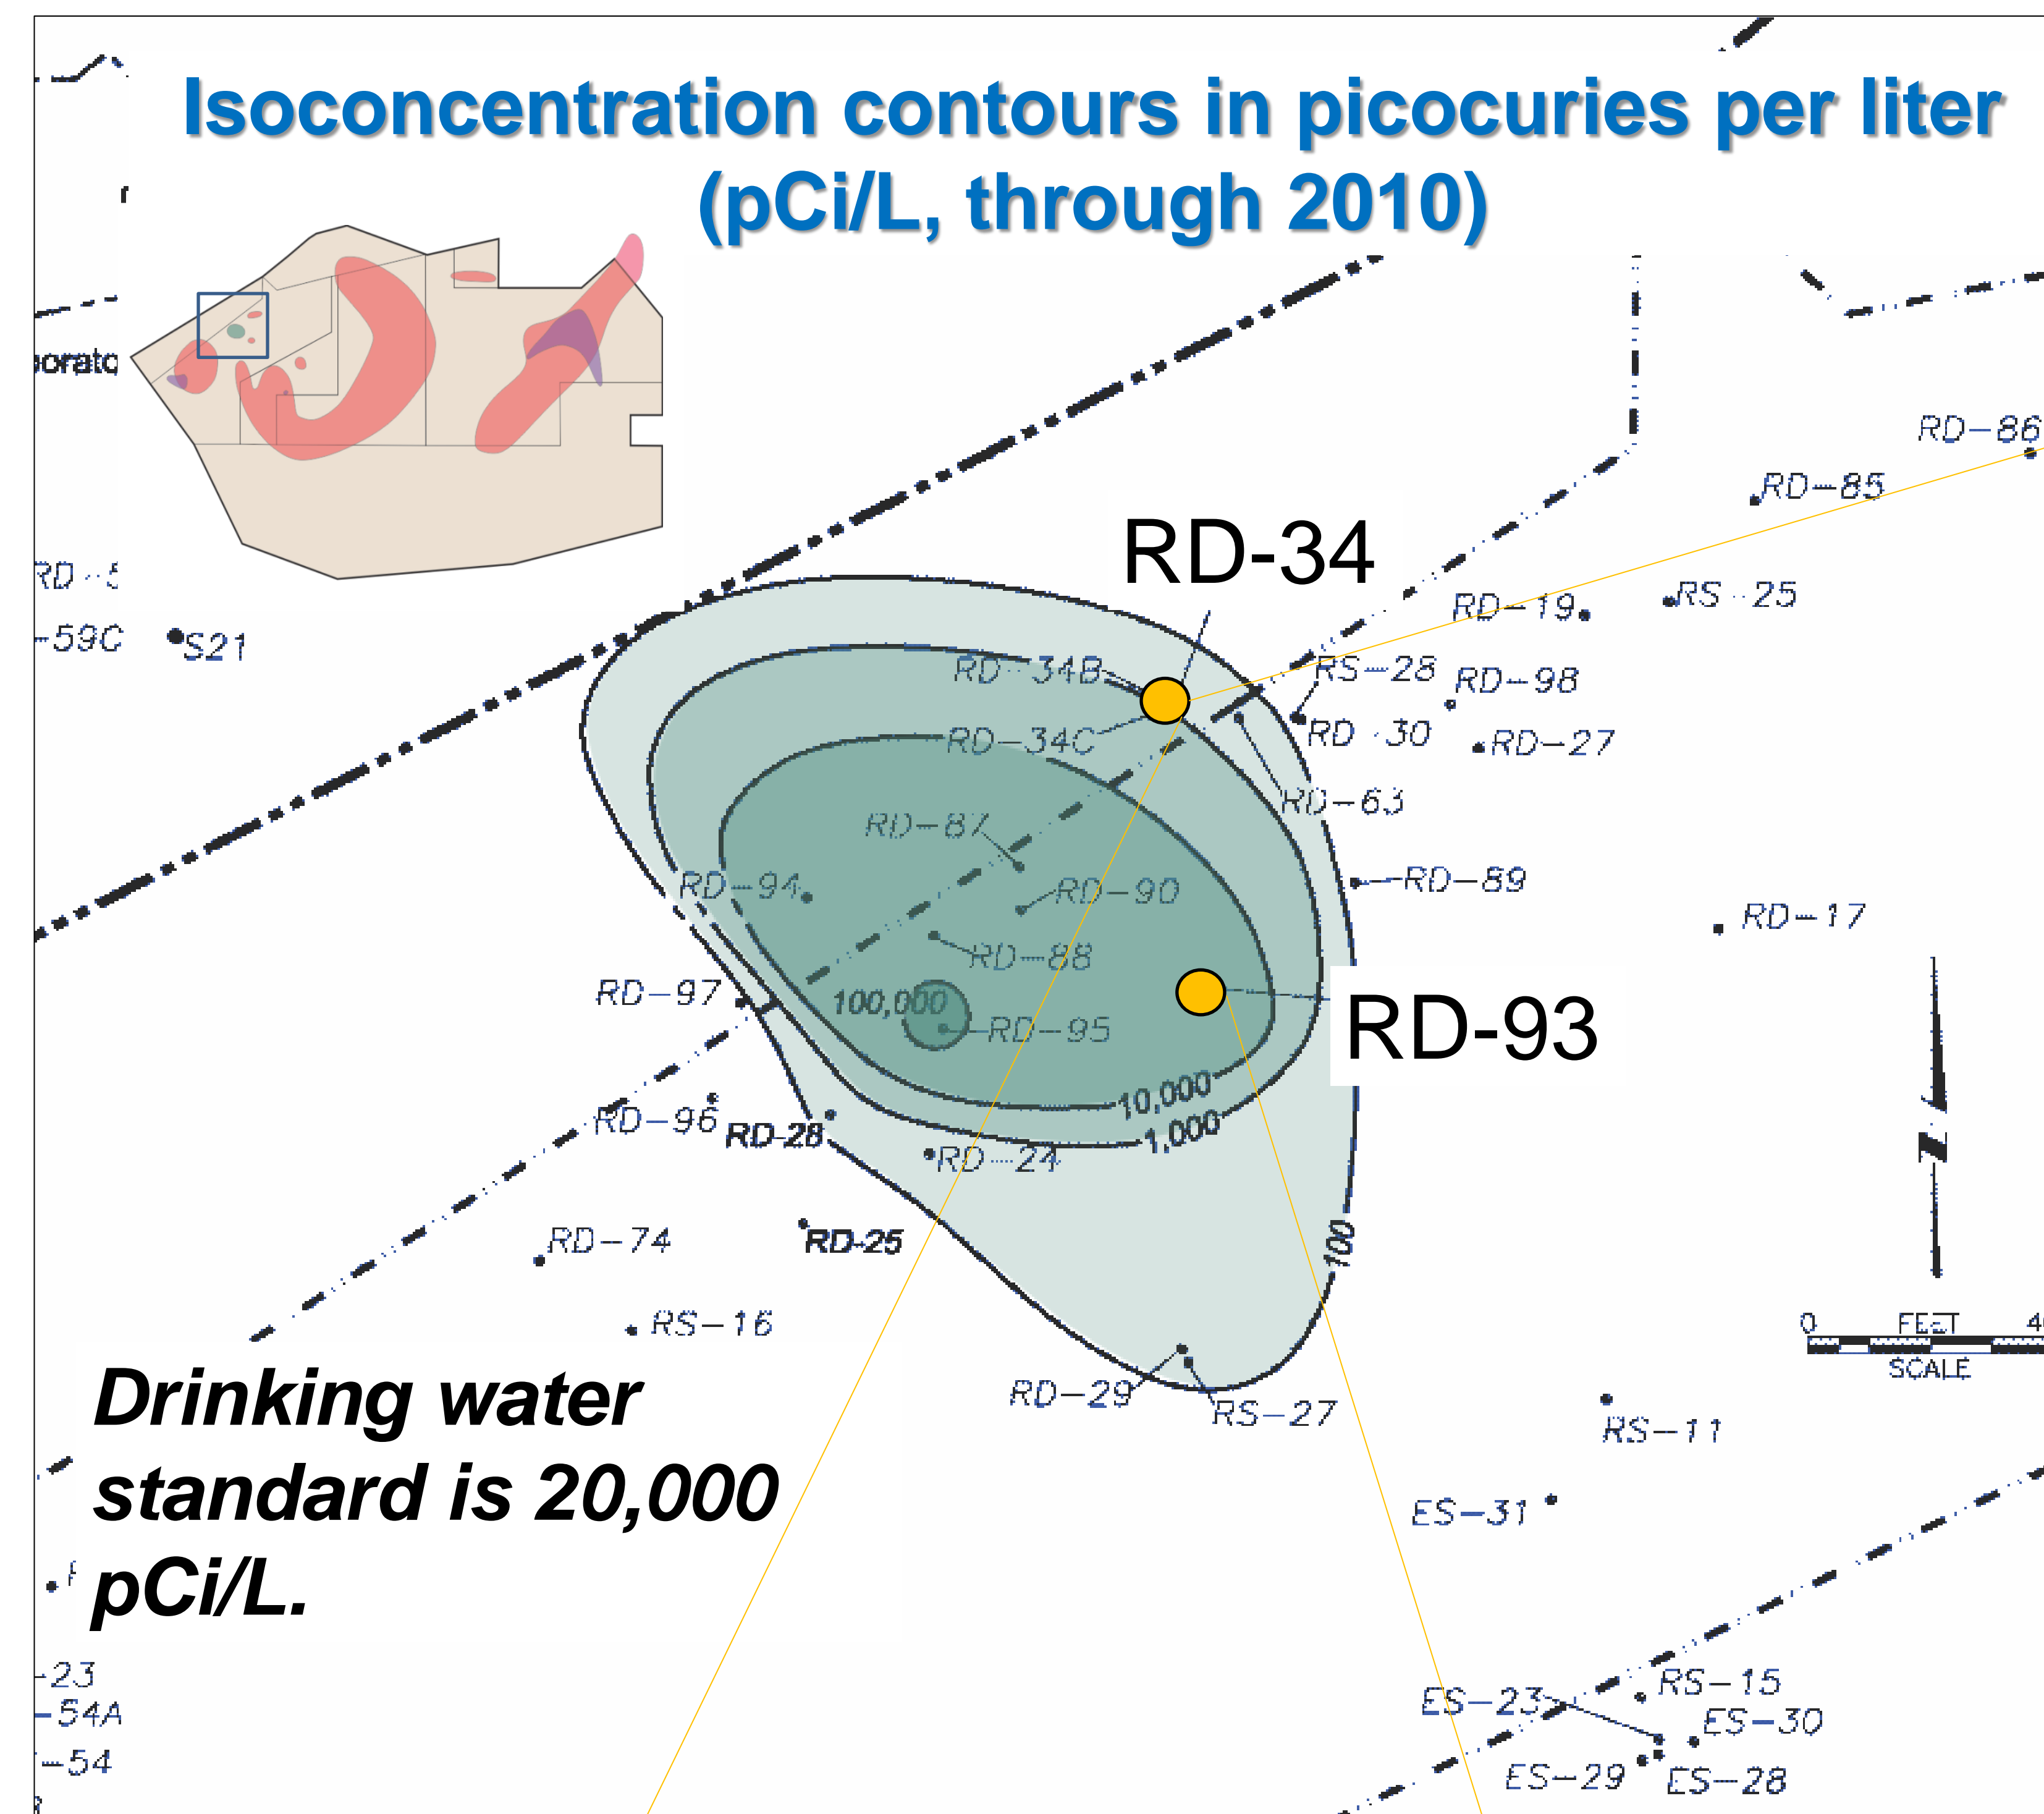 Isoconcentration contours in picocuries per liter
(pCi/L, through 2010)
RD-86
RD-85
RD-34
RD-19
RS-25
-59C
S21
RD-34B
RS-28
RD-98
RD-34C
RD-30
RD-27
RD-63
RD-87
RD-94
RD-90
RD-89
RD-17
RD-88
RD-97
100,000
RD-95
RD-93
10,000
RD-96
RD-28
1,000
RD-24
RD-74
RD-25
100
RS-16
0 FEET
SCALE
Drinking water
standard is 20,000
pCi/L.
RD-29
RS-27
RS-11
ES-31
-23
RS-15
ES-23
-54A
ES-30
-54
ES-29
ES-28